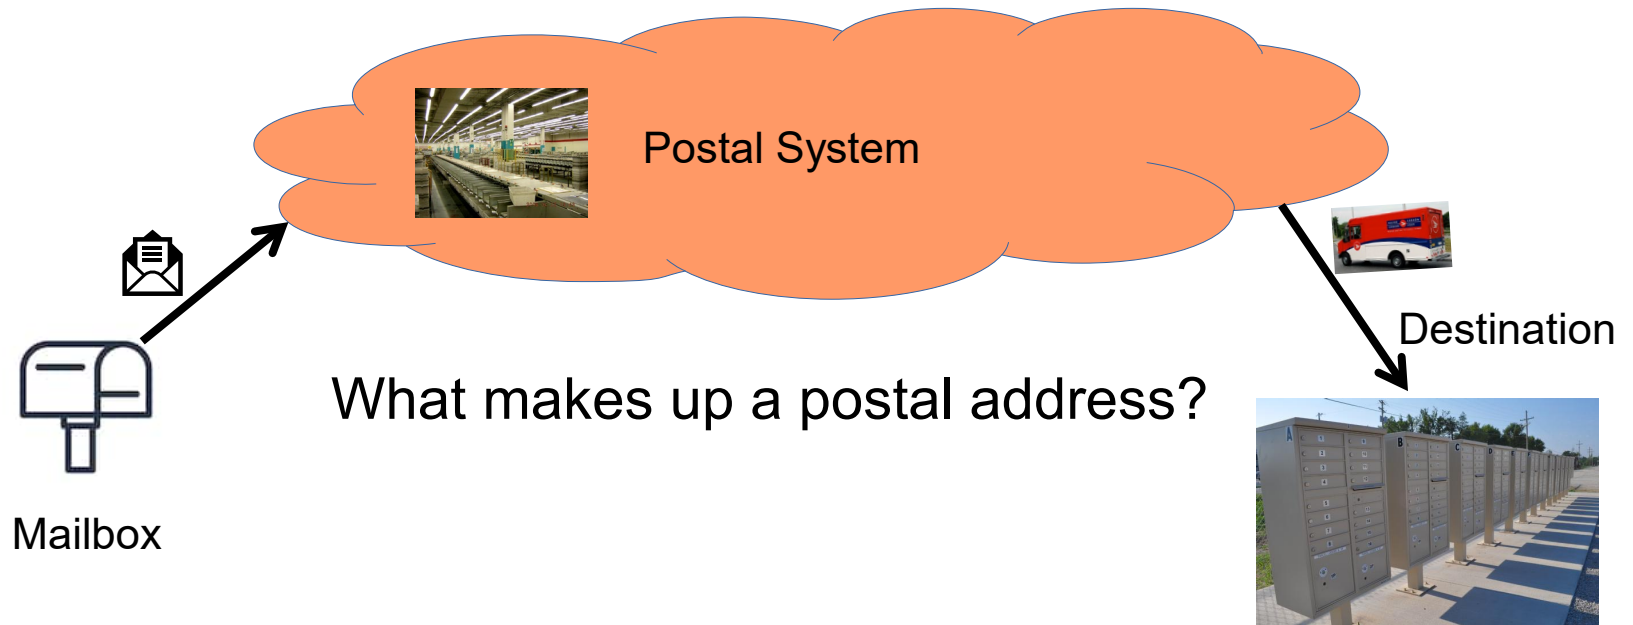 Postal System
Destination
What makes up a postal address?
Mailbox
A
B
C
D